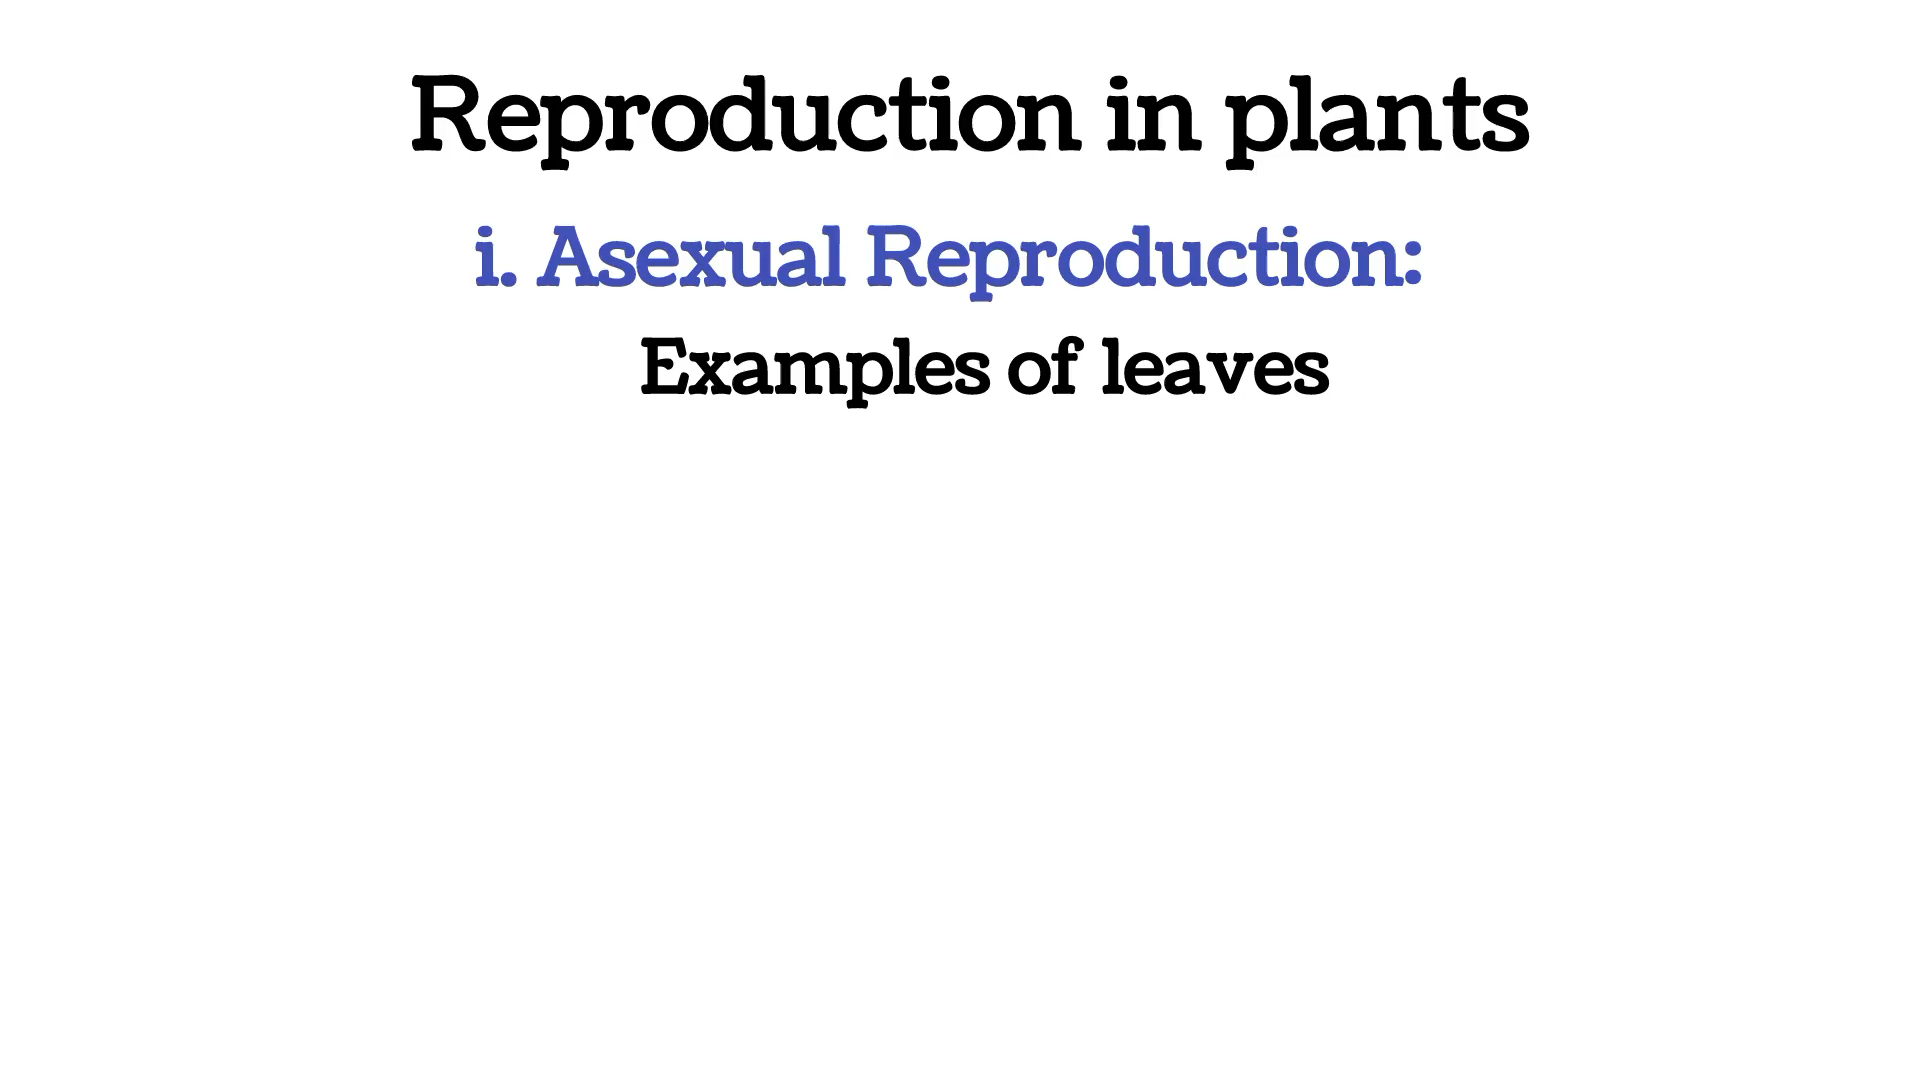 Reproduction in plants
i. Asexual Reproduction:
Examples of leaves